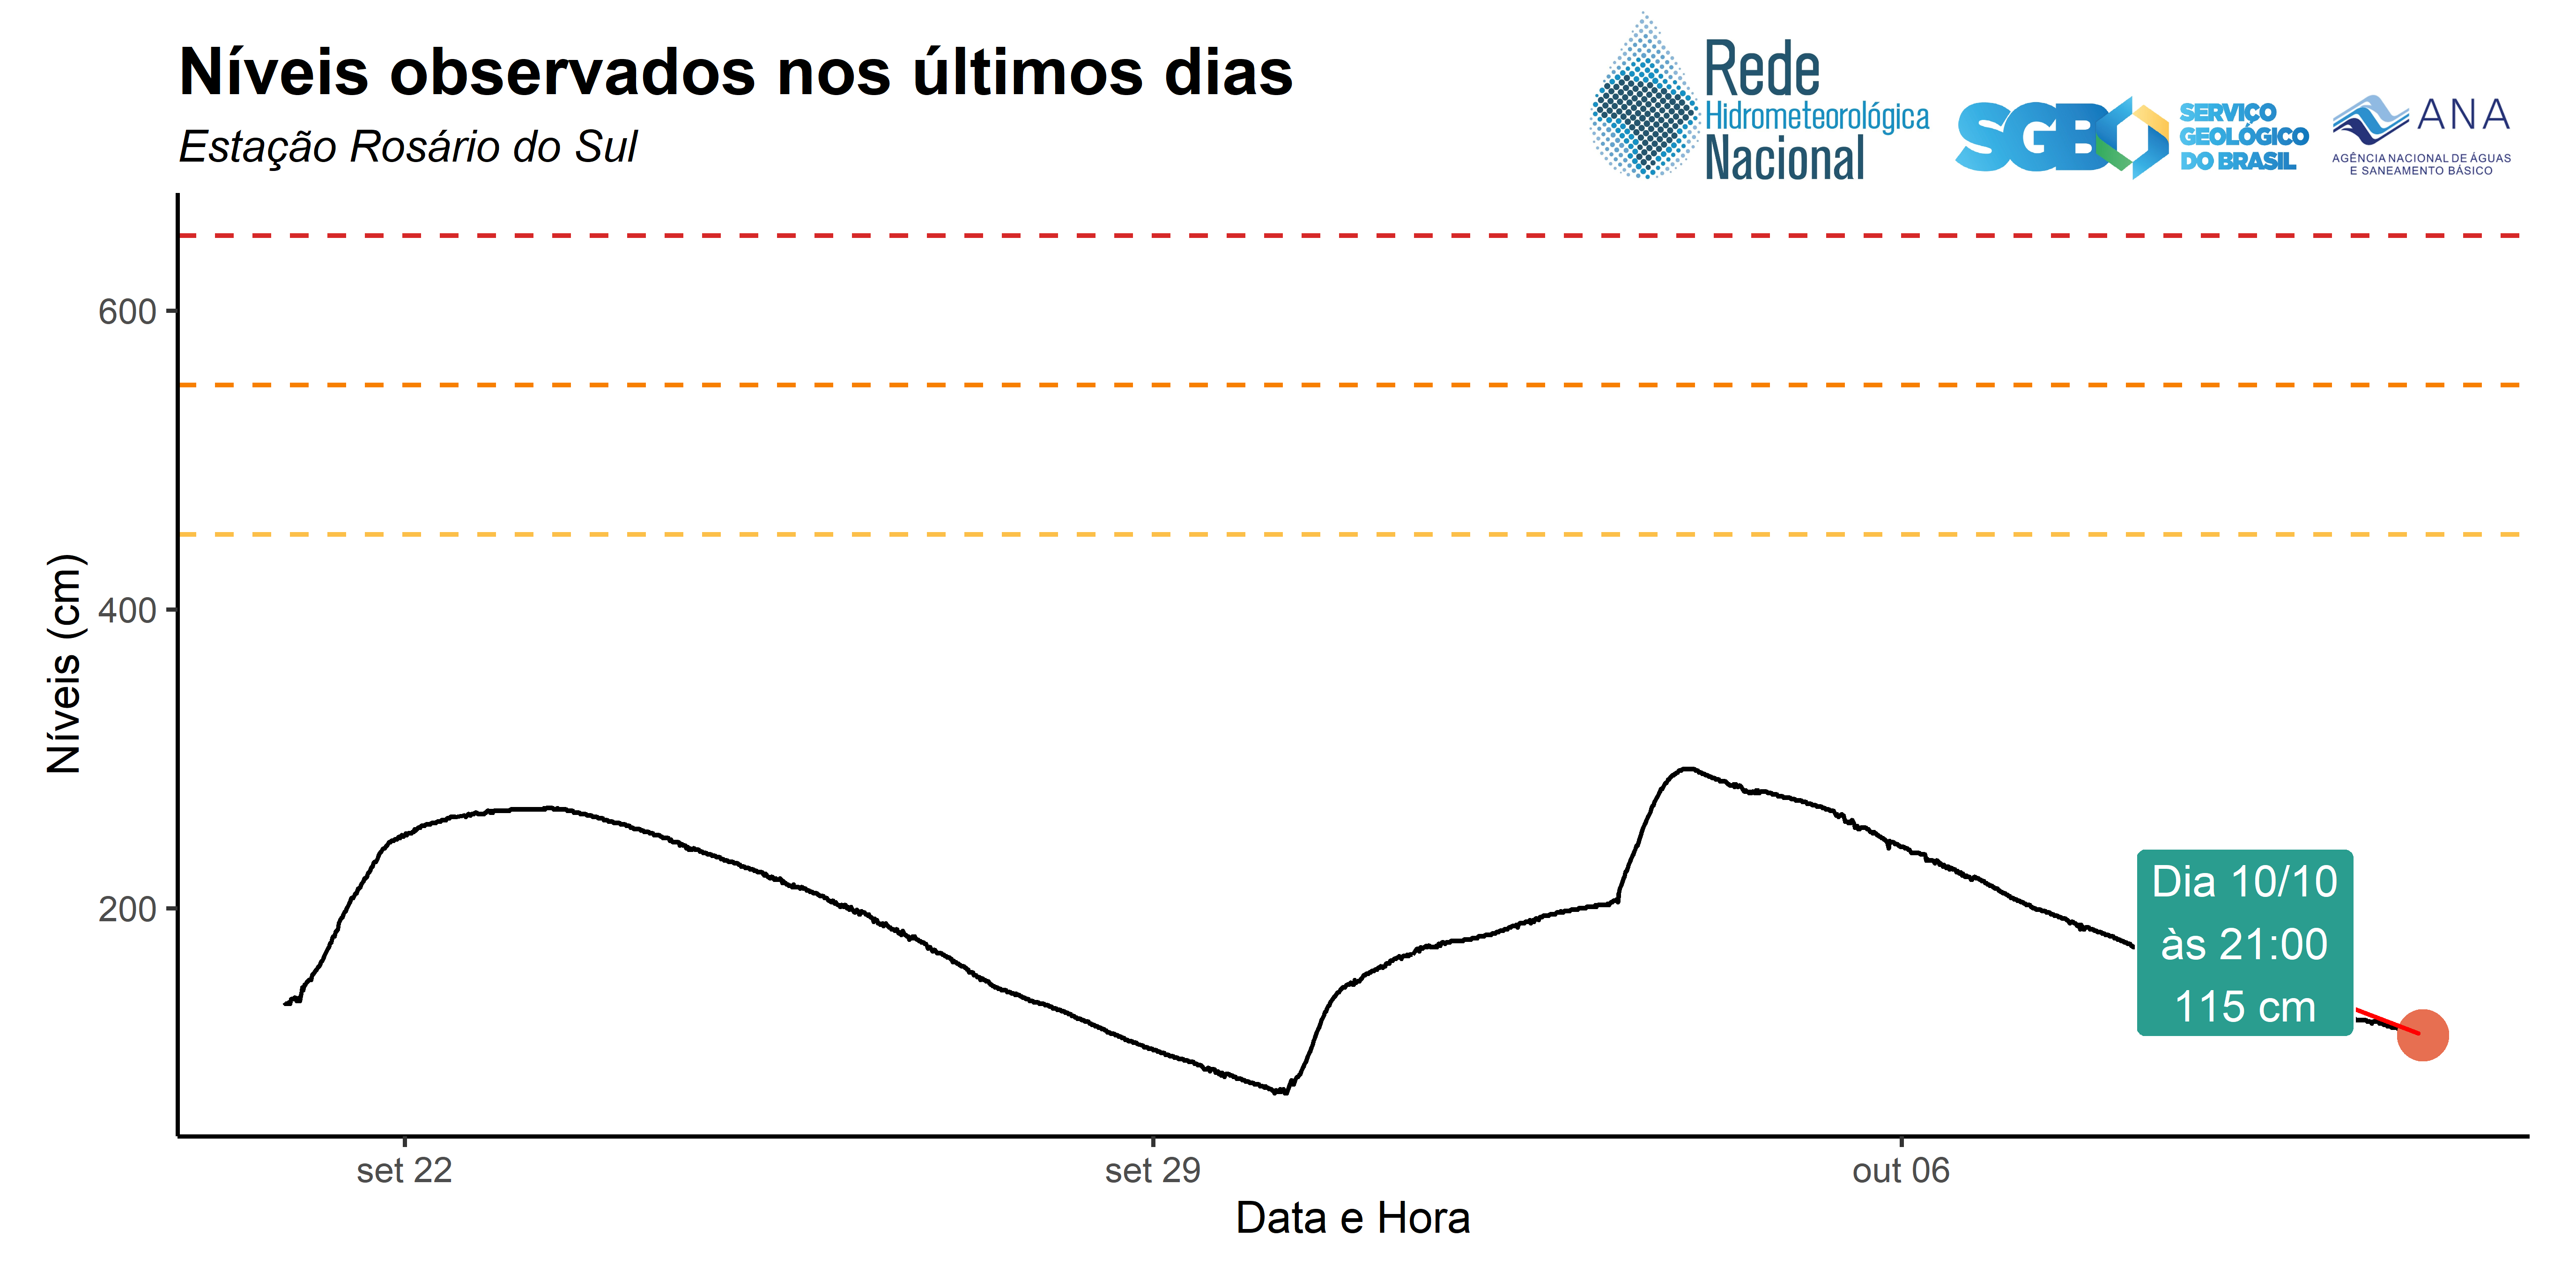 Níveis observados nos últimos dias
Estação Rosário do Sul
Rede
Hidrometeorológica
Nacional
SGB
SERVIÇO
GEOLÓGICO
DO BRASIL
ANA
AGÊNCIA NACIONAL DE ÁGUAS
E SANEAMENTO BÁSICO
Níveis (cm)
600
400
200
Dia 10/10
às 21:00
115 cm
set 22
set 29
out 06
Data e Hora